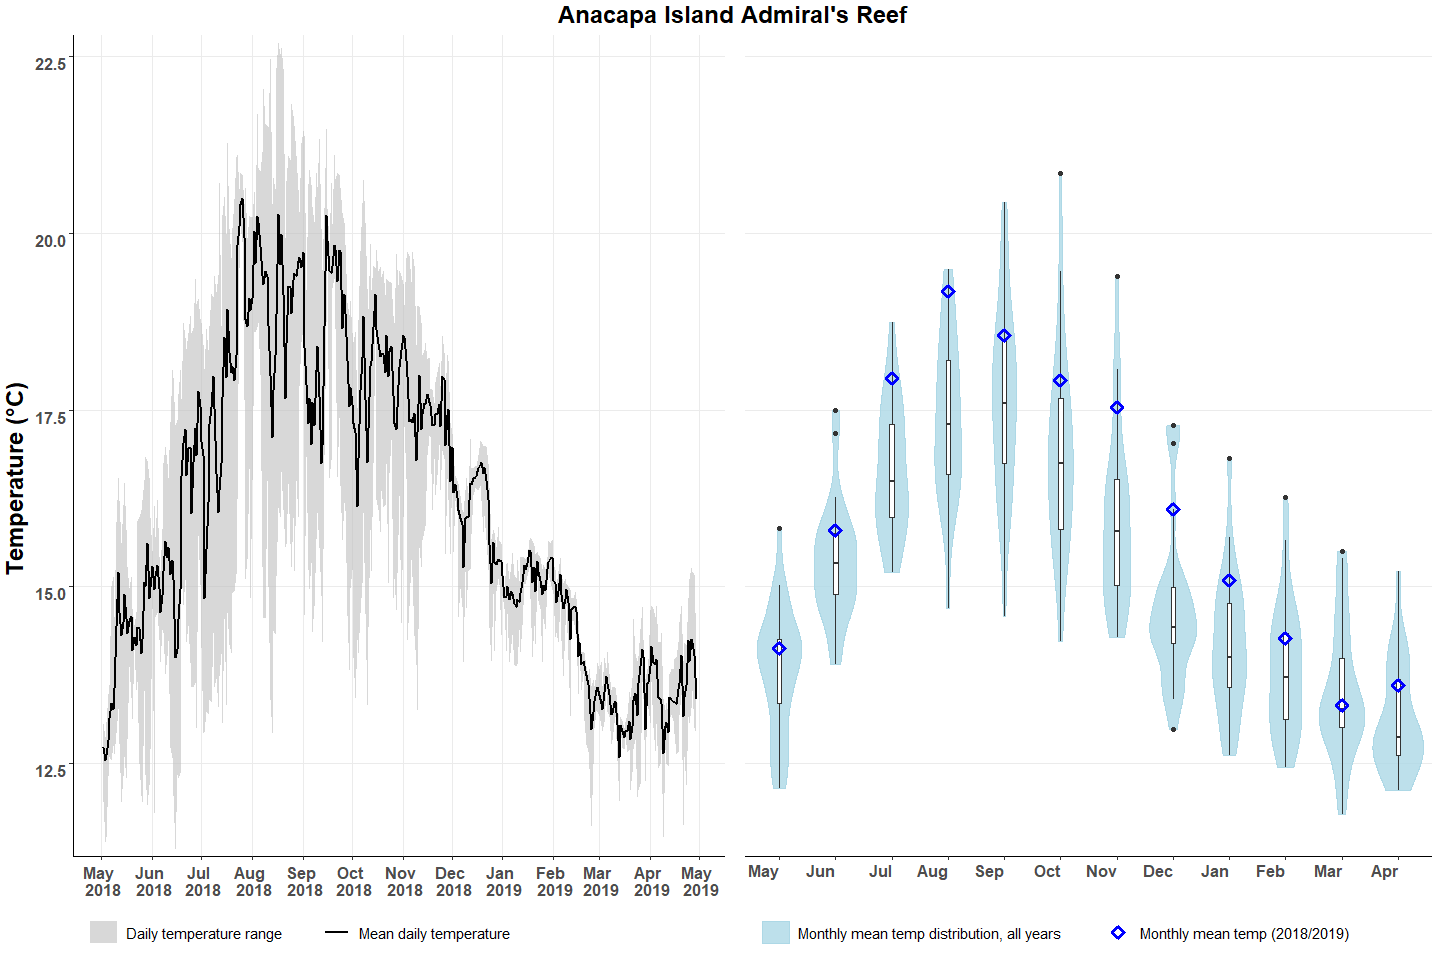 Anacapa Island Admiral's Reef
Temperature (°C)
22.5
20.0
17.5
15.0
12.5
May Jun Jul Aug Sep Oct Nov Dec Jan Feb Mar Apr May
2018 2018 2018 2018 2018 2018 2018 2018 2019 2019 2019 2019 2019
May Jun Jul Aug Sep Oct Nov Dec Jan Feb Mar Apr
Daily temperature range Mean daily temperature
Monthly mean temp distribution, all years Monthly mean temp (2018/2019)